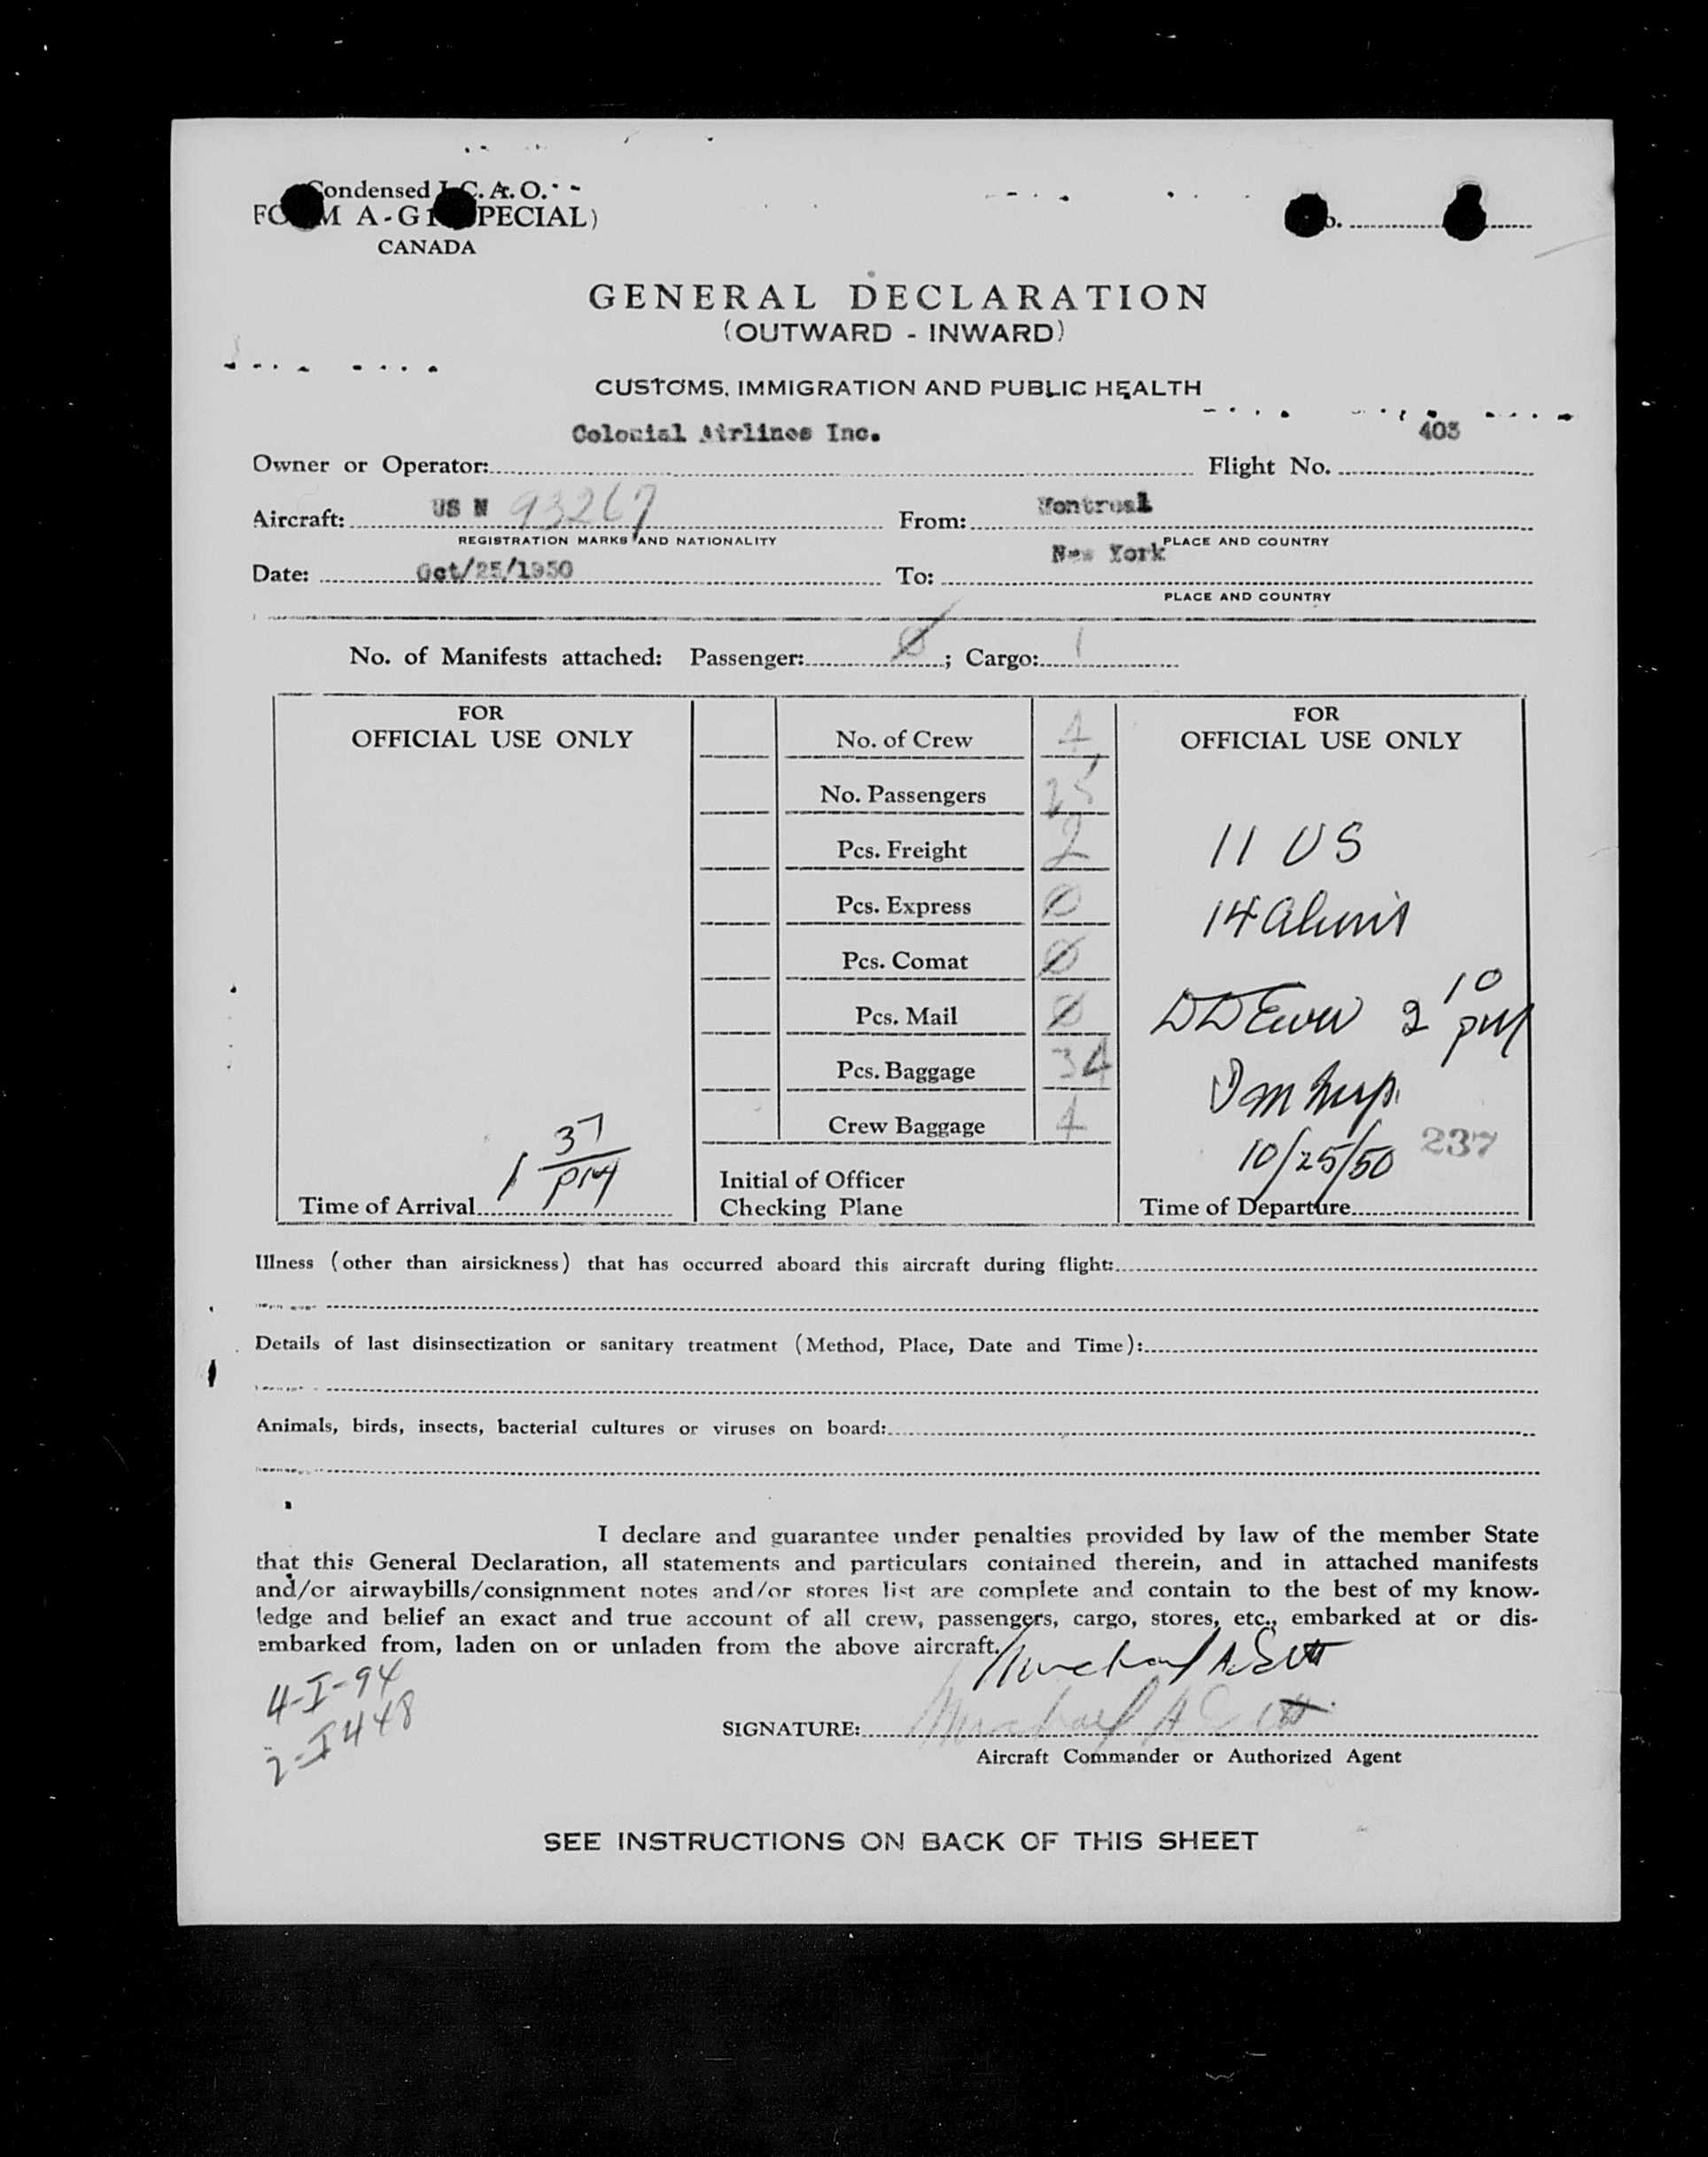 Condensed I.C.A.O.
FORM A-G1 (SPECIAL)
CANADA
No.
GENERAL DECLARATION
(OUTWARD - INWARD)
CUSTOMS, IMMIGRATION AND PUBLIC HEALTH
Colonial Airlines Inc. 403
Owner or Operator: Flight No.
US N 93267 Montreal
Aircraft: From:
REGISTRATION MARKS AND NATIONALITY PLACE AND COUNTRY
Oct/25/1950 New York
Date: To:
PLACE AND COUNTRY
No. of Manifests attached: Passenger: Ø ; Cargo: 1
FOR
OFFICIAL USE ONLY
No. of Crew 4
No. Passengers 25
Pcs. Freight 2
Pcs. Express Ø
Pcs. Comat Ø
Pcs. Mail Ø
Pcs. Baggage 34
Crew Baggage 4
Initial of Officer
Checking Plane
1 37 PM
Time of Arrival
FOR
OFFICIAL USE ONLY
11 US
14 aliens
2 10 PM
Imm Insp.
10/25/50 237
Time of Departure
Illness (other than airsickness) that has occurred aboard this aircraft during flight:
Details of last disinsectization or sanitary treatment (Method, Place, Date and Time):
Animals, birds, insects, bacterial cultures or viruses on board:
I declare and guarantee under penalties provided by law of the member State
that this General Declaration, all statements and particulars contained therein, and in attached manifests
and/or airwaybills/consignment notes and/or stores list are complete and contain to the best of my know-
ledge and belief an exact and true account of all crew, passengers, cargo, stores, etc., embarked at or dis-
embarked from, laden on or unladen from the above aircraft.
4-I-94
2-I 448
Michael A
SIGNATURE: Michael A
Aircraft Commander or Authorized Agent
SEE INSTRUCTIONS ON BACK OF THIS SHEET